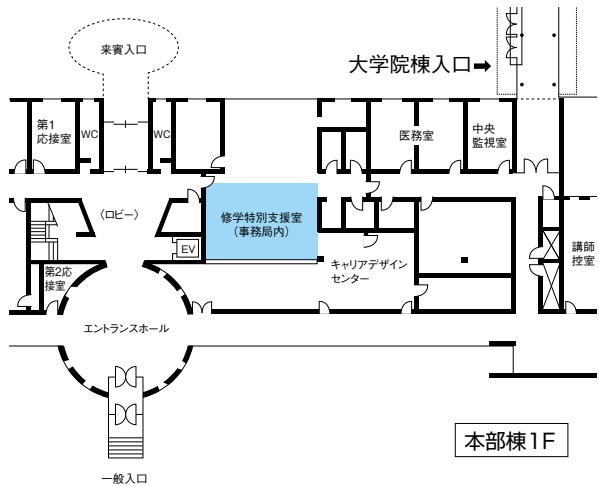 来賓入口
大学院棟入口➡
第1
応接室
WC
WC
医務室
中央
監視室
〈ロビー〉
修学特別支援室
（事務局内）
EV
講師
控室
第2応
接室
キャリアデザイン
センター
エントランスホール
本部棟1F
一般入口